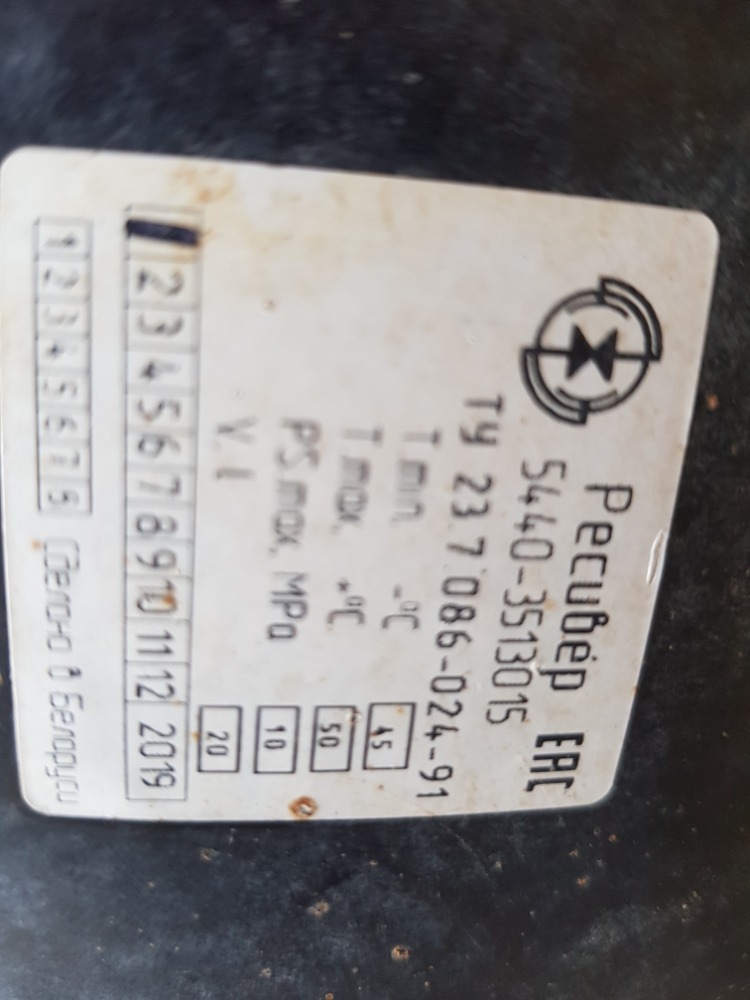 Ресивер ЕАС
5440-3513015
ТУ 23.7.086-024-91
T.min, -°C 45
T.max, +°C 50
PS.max, MPa 10
V, l 20
2 3 4 5 6 7 8 9 10 11 12 2019
1 2 3 4 5 6 7 Сделано в Беларуси